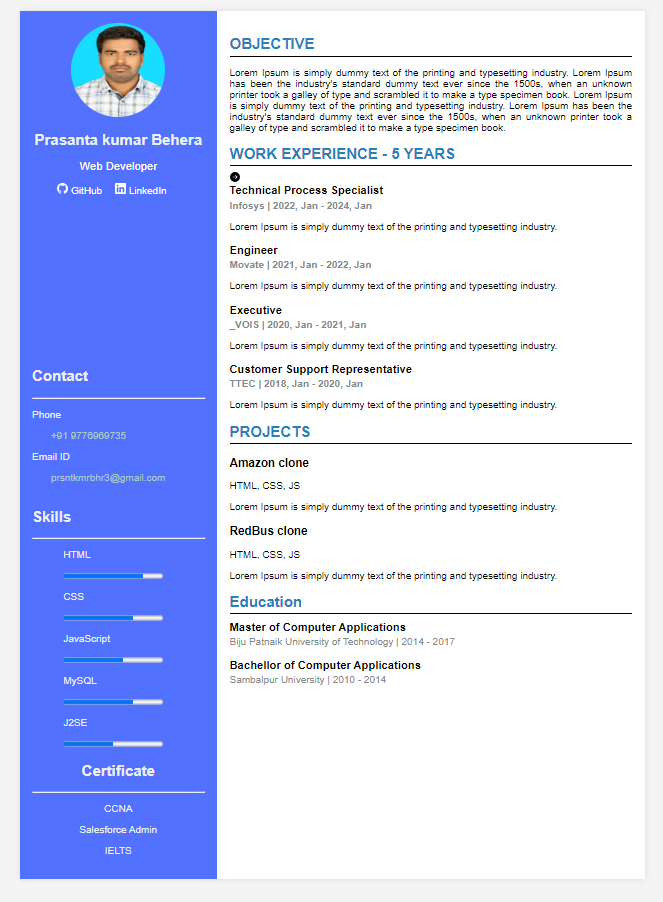 Prasanta kumar Behera
Web Developer
GitHub LinkedIn
Contact
Phone
+91 9776969735
Email ID
prsntkmrbhr3@gmail.com
Skills
HTML
CSS
JavaScript
MySQL
J2SE
Certificate
CCNA
Salesforce Admin
IELTS
OBJECTIVE
Lorem Ipsum is simply dummy text of the printing and typesetting industry. Lorem Ipsum
has been the industry's standard dummy text ever since the 1500s, when an unknown
printer took a galley of type and scrambled it to make a type specimen book. Lorem Ipsum
is simply dummy text of the printing and typesetting industry. Lorem Ipsum has been the
industry's standard dummy text ever since the 1500s, when an unknown printer took a
galley of type and scrambled it to make a type specimen book.
WORK EXPERIENCE - 5 YEARS
Technical Process Specialist
Infosys | 2022, Jan - 2024, Jan
Lorem Ipsum is simply dummy text of the printing and typesetting industry.
Engineer
Movate | 2021, Jan - 2022, Jan
Lorem Ipsum is simply dummy text of the printing and typesetting industry.
Executive
_VOIS | 2020, Jan - 2021, Jan
Lorem Ipsum is simply dummy text of the printing and typesetting industry.
Customer Support Representative
TTEC | 2018, Jan - 2020, Jan
Lorem Ipsum is simply dummy text of the printing and typesetting industry.
PROJECTS
Amazon clone
HTML, CSS, JS
Lorem Ipsum is simply dummy text of the printing and typesetting industry.
RedBus clone
HTML, CSS, JS
Lorem Ipsum is simply dummy text of the printing and typesetting industry.
Education
Master of Computer Applications
Biju Patnaik University of Technology | 2014 - 2017
Bachellor of Computer Applications
Sambalpur University | 2010 - 2014